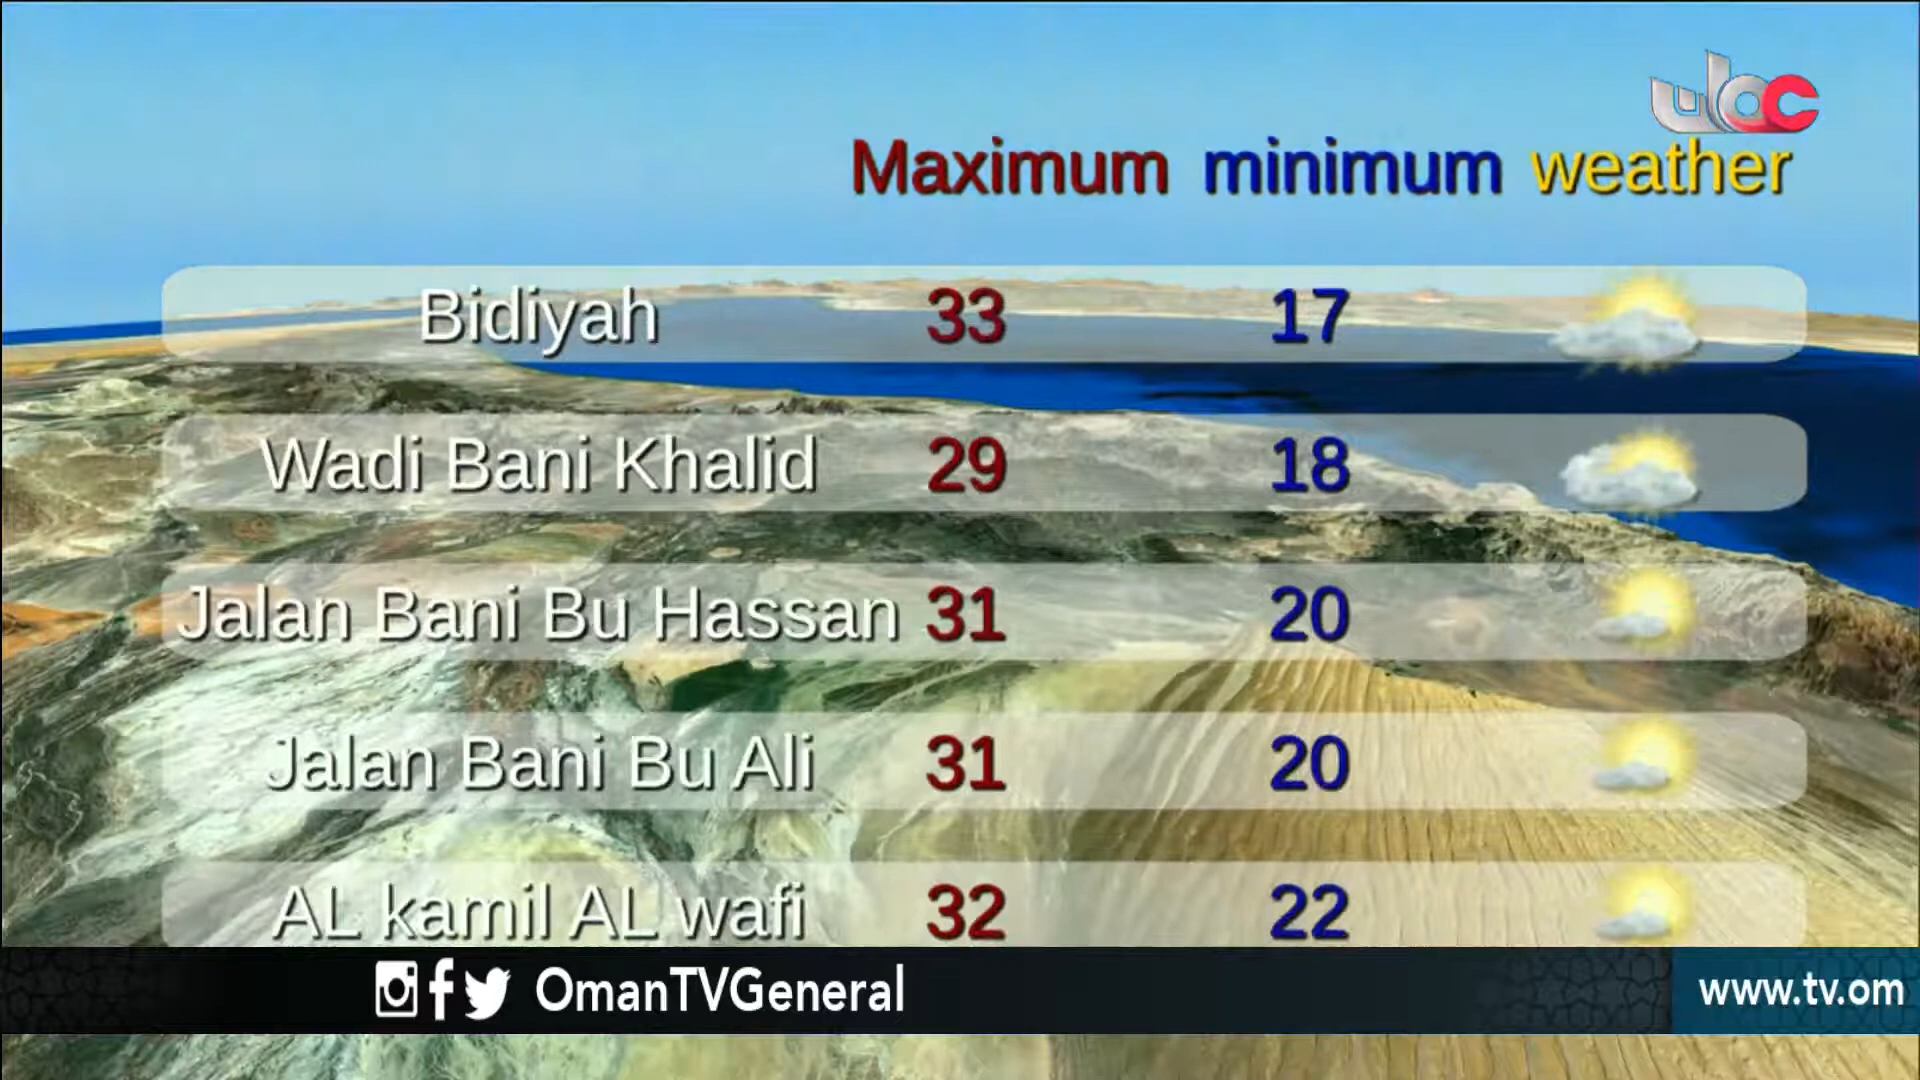 عمان
Maximum minimum weather
Bidiyah 33 17
Wadi Bani Khalid 29 18
Jalan Bani Bu Hassan 31 20
Jalan Bani Bu Ali 31 20
AL kamil AL wafi 32 22
OmanTVGeneral www.tv.om